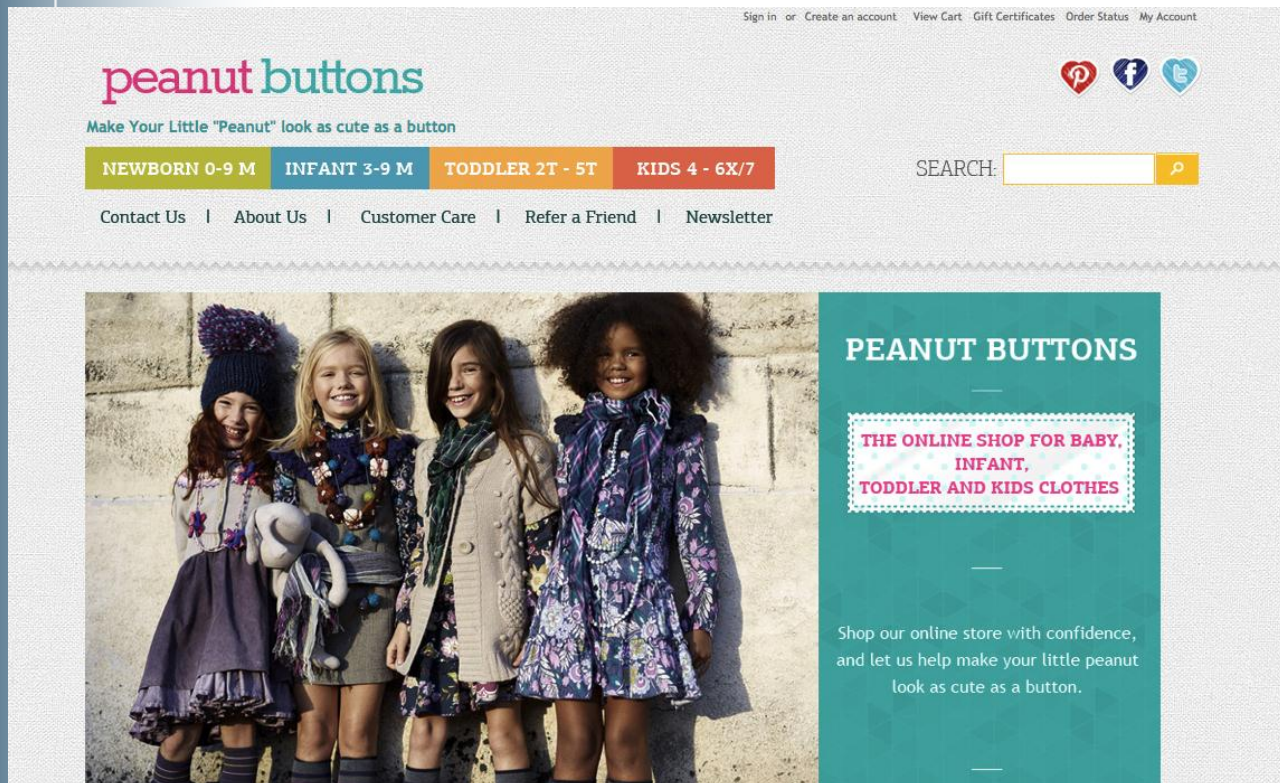 Sign in or Create an account View Cart Gift Certificates Order Status My Account
peanut buttons
Make Your Little "Peanut" look as cute as a button
NEWBORN 0-9 M INFANT 3-9 M TODDLER 2T - 5T KIDS 4 - 6X/7
SEARCH:
Contact Us | About Us | Customer Care | Refer a Friend | Newsletter
PEANUT BUTTONS
THE ONLINE SHOP FOR BABY,
INFANT,
TODDLER AND KIDS CLOTHES
Shop our online store with confidence,
and let us help make your little peanut
look as cute as a button.